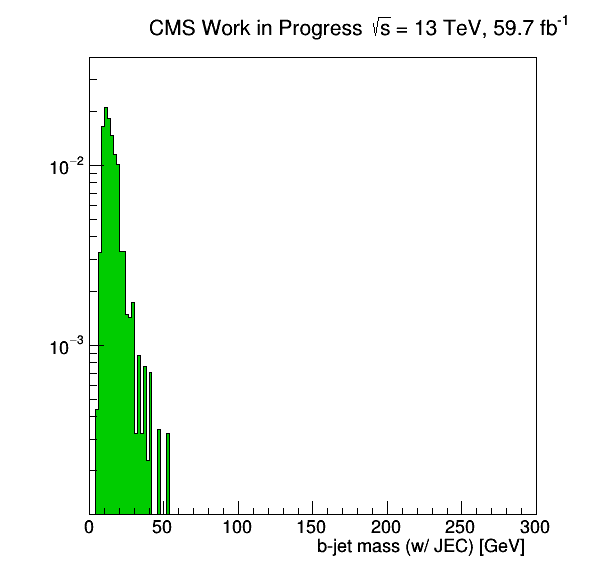 CMS Work in Progress √s = 13 TeV, 59.7 fb⁻¹
10⁻²
10⁻³
0 50 100 150 200 250 300
b-jet mass (w/ JEC) [GeV]